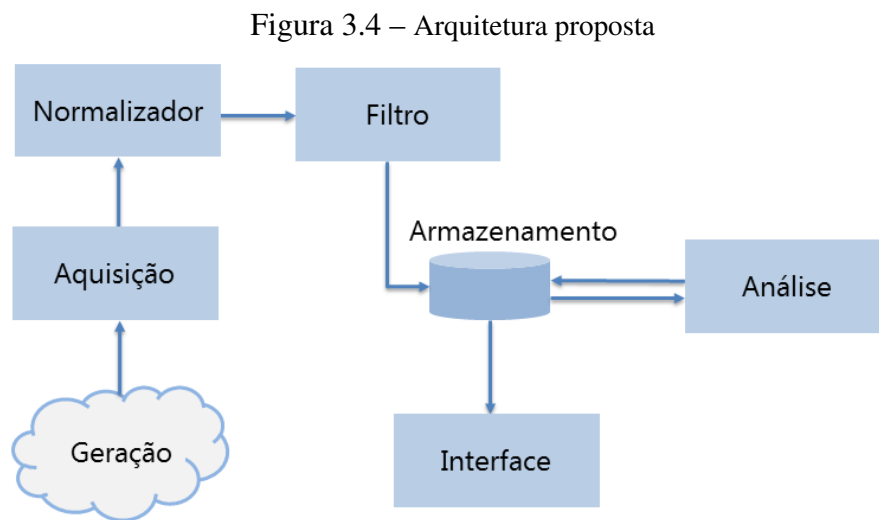 Figura 3.4 – Arquitetura proposta
Normalizador
Filtro
Armazenamento
Aquisição
Análise
Geração
Interface